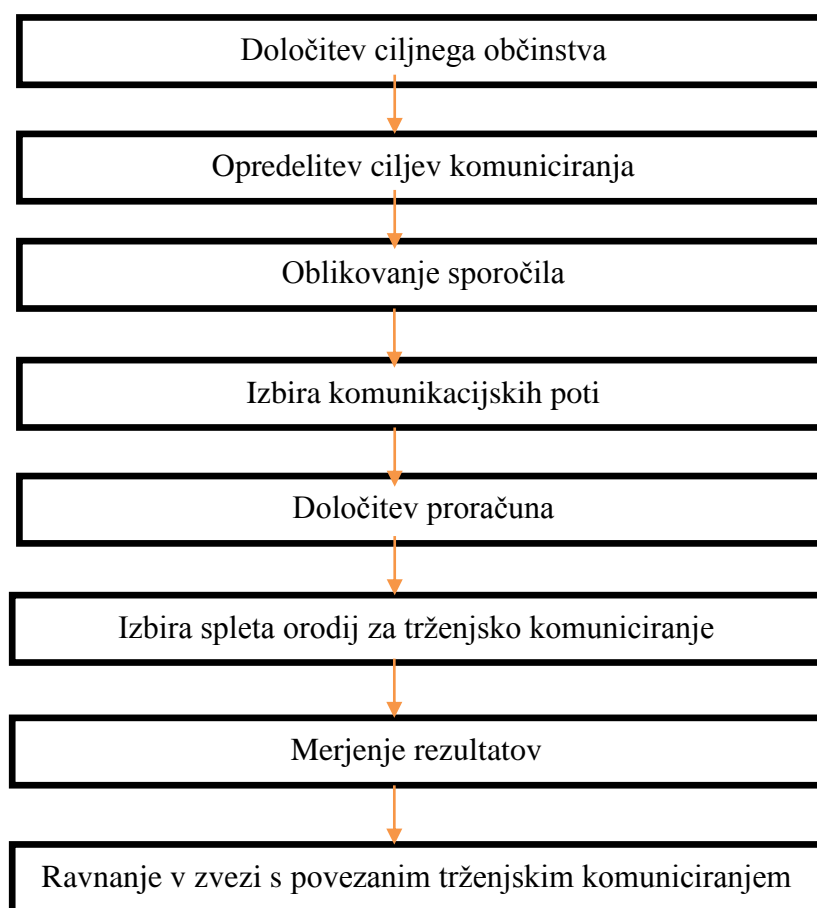 Določitev ciljnega občinstva
Opredelitev ciljev komuniciranja
Oblikovanje sporočila
Izbira komunikacijskih poti
Določitev proračuna
Izbira spleta orodij za trženjsko komuniciranje
Merjenje rezultatov
Ravnanje v zvezi s povezanim trženjskim komuniciranjem